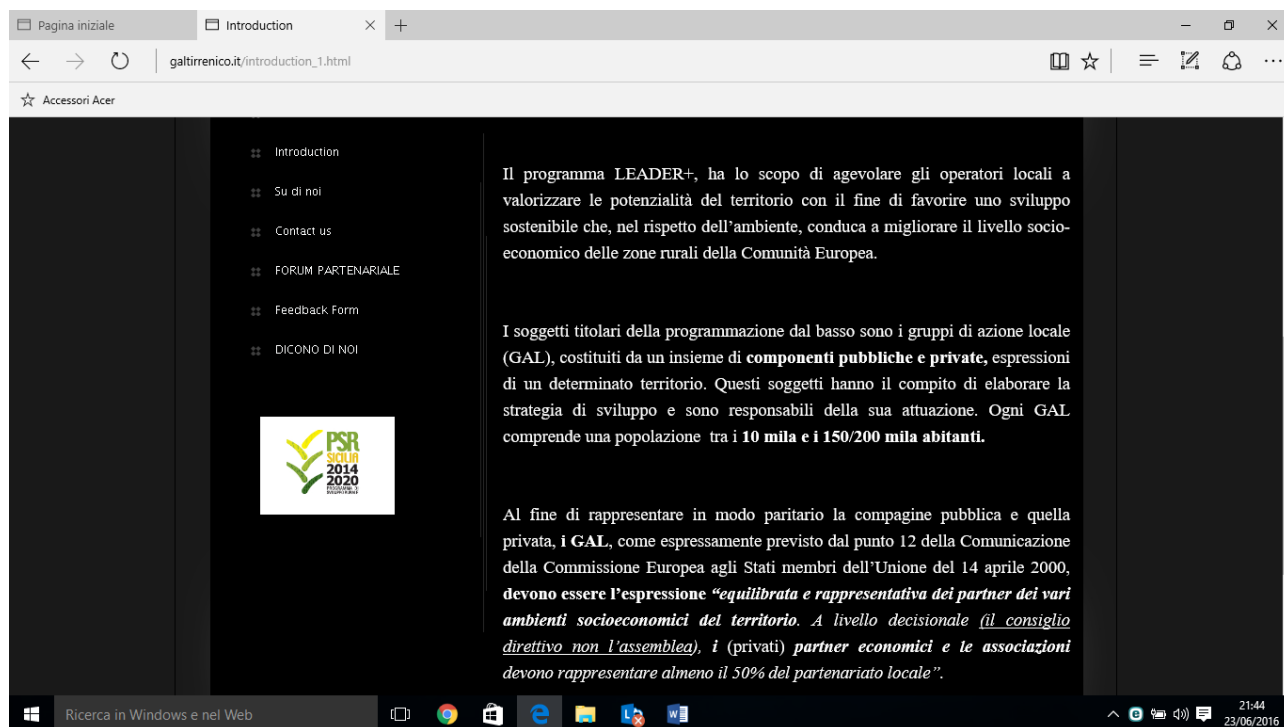 Pagina iniziale
Introduction
galtirrenico.it/introduction_1.html
Accessori Acer
Introduction
Su di noi
Contact us
FORUM PARTENARIALE
Feedback Form
DICONO DI NOI
PSR
SICILIA
2014
2020
PROGRAMMA DI
SVILUPPO RURALE
Il programma LEADER+, ha lo scopo di agevolare gli operatori locali a
valorizzare le potenzialità del territorio con il fine di favorire uno sviluppo
sostenibile che, nel rispetto dell’ambiente, conduca a migliorare il livello socio-
economico delle zone rurali della Comunità Europea.
I soggetti titolari della programmazione dal basso sono i gruppi di azione locale
(GAL), costituiti da un insieme di componenti pubbliche e private, espressioni
di un determinato territorio. Questi soggetti hanno il compito di elaborare la
strategia di sviluppo e sono responsabili della sua attuazione. Ogni GAL
comprende una popolazione tra i 10 mila e i 150/200 mila abitanti.
Al fine di rappresentare in modo paritario la compagine pubblica e quella
privata, i GAL, come espressamente previsto dal punto 12 della Comunicazione
della Commissione Europea agli Stati membri dell’Unione del 14 aprile 2000,
devono essere l’espressione “equilibrata e rappresentativa dei partner dei vari
ambienti socioeconomici del territorio. A livello decisionale (il consiglio
direttivo non l’assemblea), i (privati) partner economici e le associazioni
devono rappresentare almeno il 50% del partenariato locale”.
Ricerca in Windows e nel Web
21:44
23/06/2016